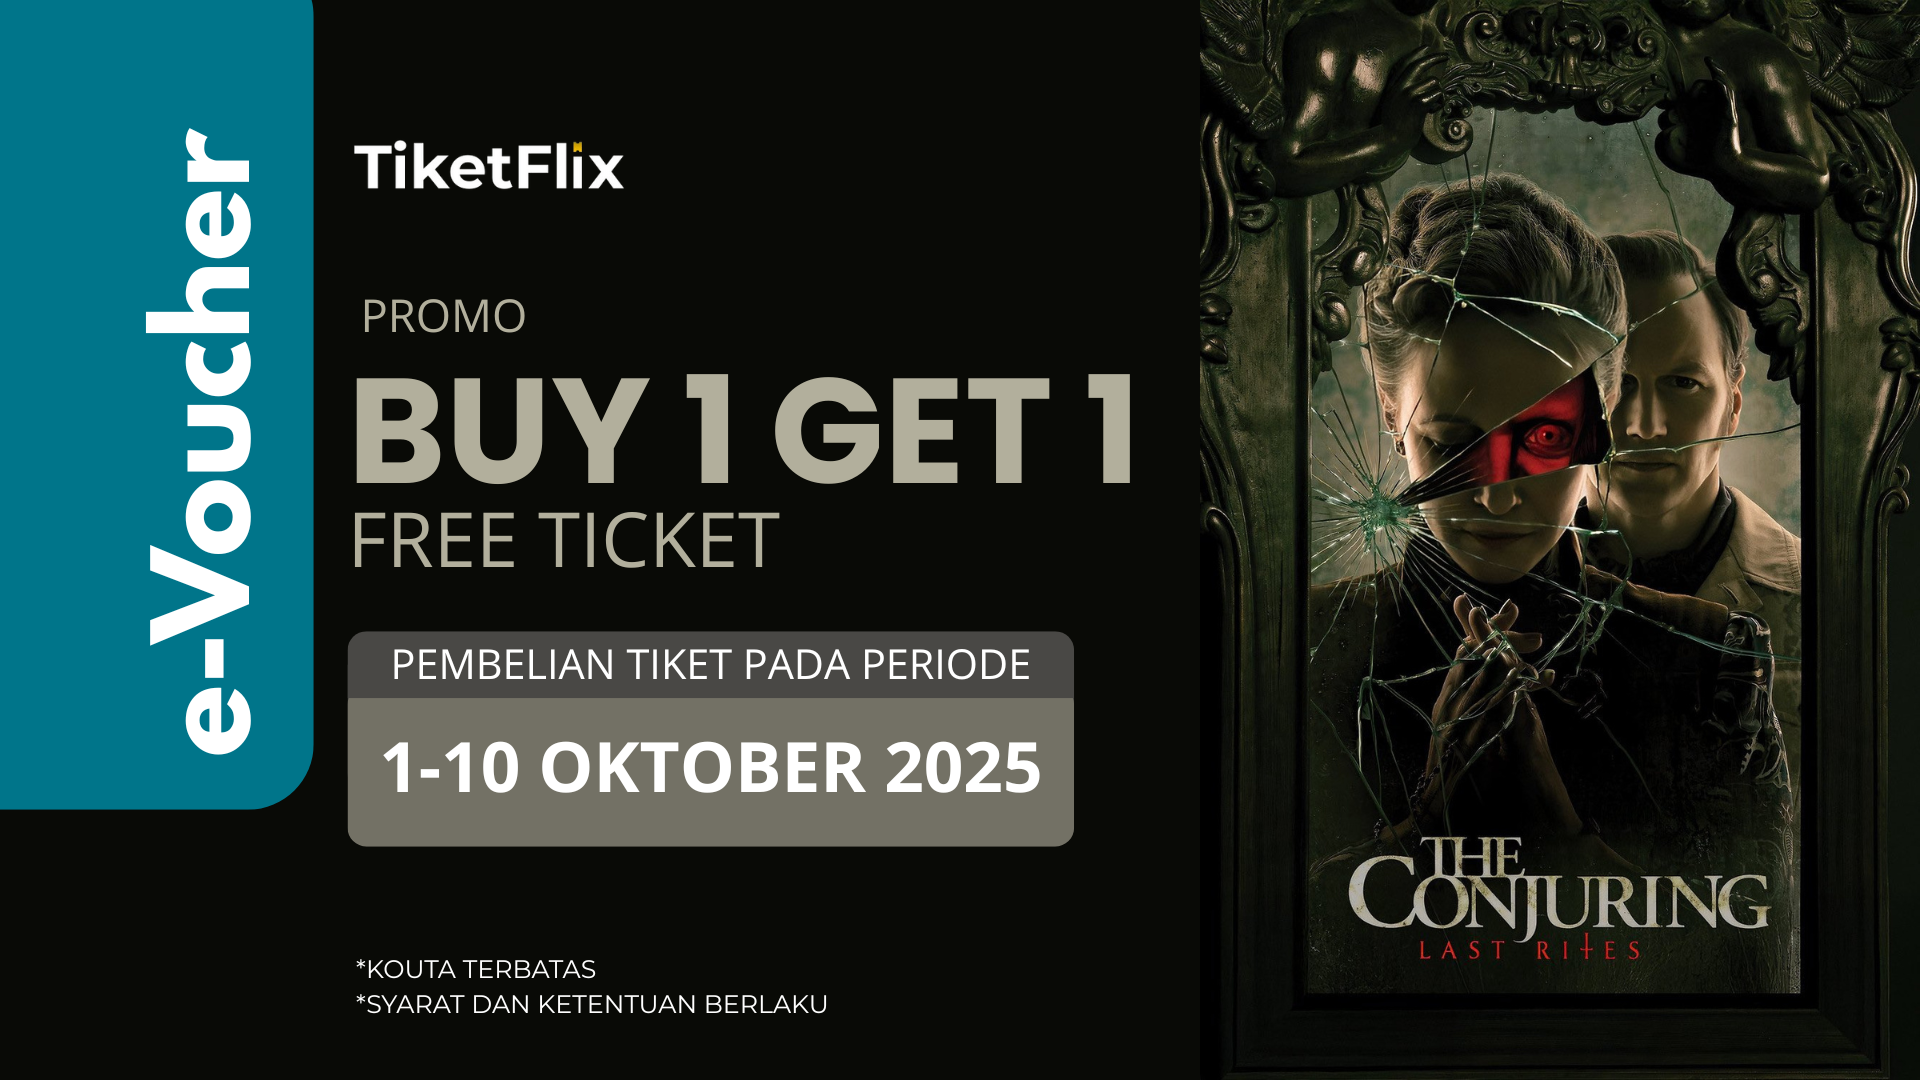 e-Voucher
TiketFlix
PROMO
BUY 1 GET 1
FREE TICKET
PEMBELIAN TIKET PADA PERIODE
1-10 OKTOBER 2025
*KOUTA TERBATAS
*SYARAT DAN KETENTUAN BERLAKU
THE
CONJURING
LAST RITES